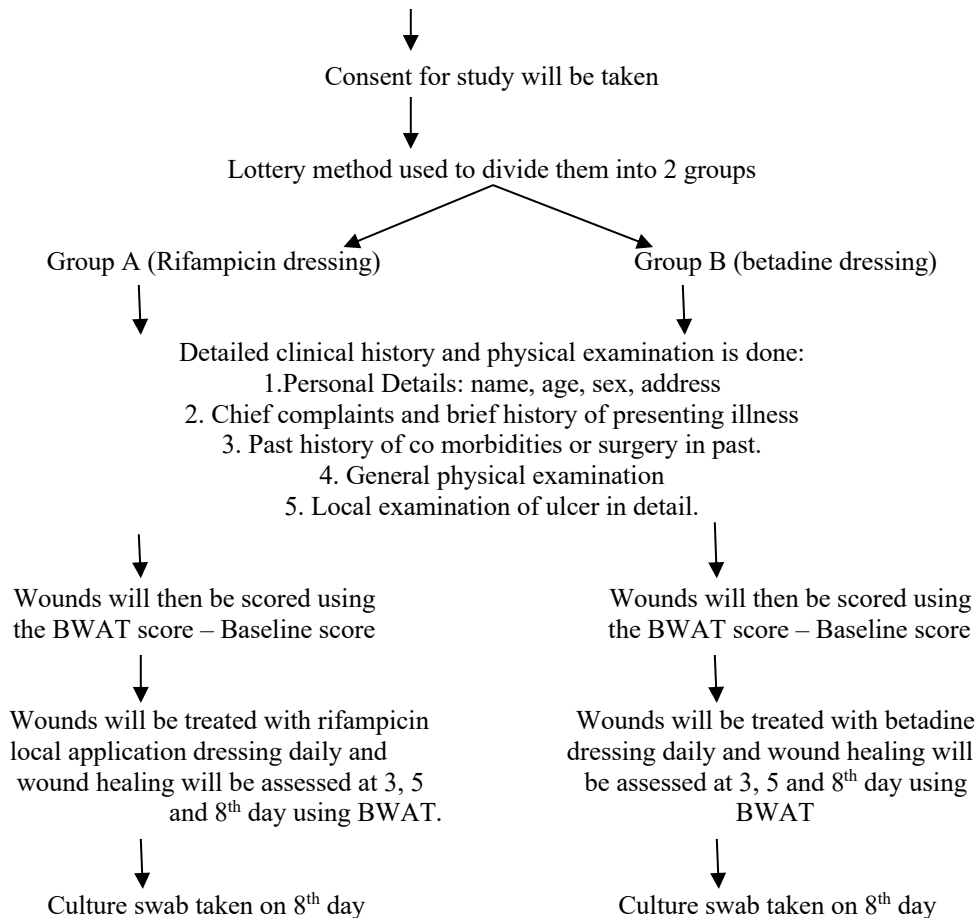 Consent for study will be taken
Lottery method used to divide them into 2 groups
Group A (Rifampicin dressing)
Group B (betadine dressing)
Detailed clinical history and physical examination is done:
1.Personal Details: name, age, sex, address
2. Chief complaints and brief history of presenting illness
3. Past history of co morbidities or surgery in past.
4. General physical examination
5. Local examination of ulcer in detail.
Wounds will then be scored using
the BWAT score – Baseline score
Wounds will then be scored using
the BWAT score – Baseline score
Wounds will be treated with rifampicin
local application dressing daily and
wound healing will be assessed at 3, 5
and 8th day using BWAT.
Wounds will be treated with betadine
dressing daily and wound healing will
be assessed at 3, 5 and 8th day using
BWAT
Culture swab taken on 8th day
Culture swab taken on 8th day